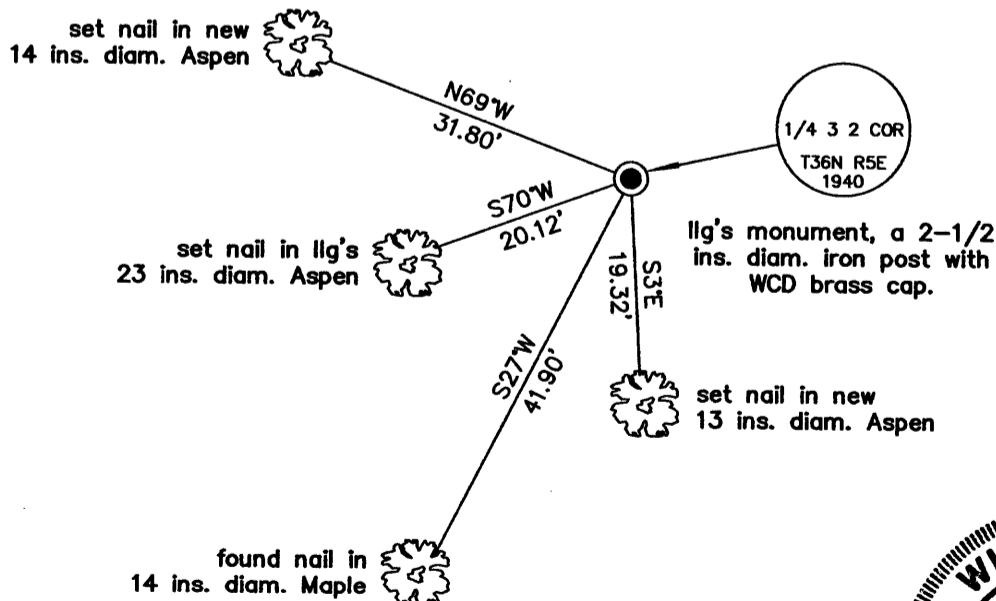 set nail in new
14 ins. diam. Aspen
N69°W
31.80'
1/4 3 2 COR
T36N R5E
1940
S70°W
20.12'
Ilg's monument, a 2-1/2
ins. diam. iron post with
WCD brass cap.
set nail in Ilg's
23 ins. diam. Aspen
S3°E
19.32'
S27°W
41.90'
set nail in new
13 ins. diam. Aspen
found nail in
14 ins. diam. Maple